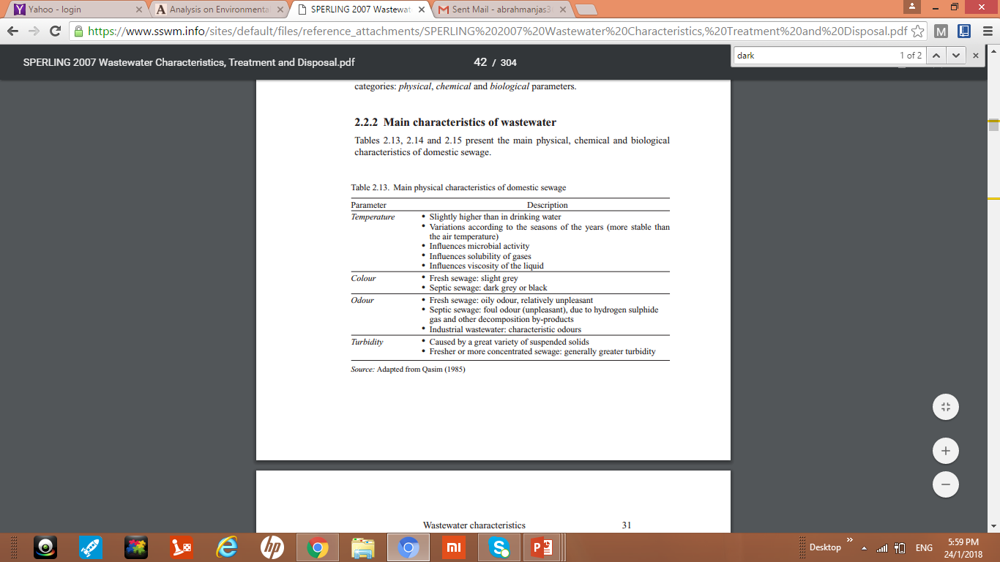 Yahoo - login
Analysis on Environmental
SPERLING 2007 Wastewat
Sent Mail - abrahmanjas3
https://www.sswm.info/sites/default/files/reference_attachments/SPERLING%202007%20Wastewater%20Characteristics,%20Treatment%20and%20Disposal.pdf
M
SPERLING 2007 Wastewater Characteristics, Treatment and Disposal.pdf 42 / 304
dark 1 of 2
categories: physical, chemical and biological parameters.
2.2.2 Main characteristics of wastewater
Tables 2.13, 2.14 and 2.15 present the main physical, chemical and biological
characteristics of domestic sewage.
Table 2.13. Main physical characteristics of domestic sewage
Parameter Description
Temperature • Slightly higher than in drinking water
• Variations according to the seasons of the years (more stable than
the air temperature)
• Influences microbial activity
• Influences solubility of gases
• Influences viscosity of the liquid
Colour • Fresh sewage: slight grey
• Septic sewage: dark grey or black
Odour • Fresh sewage: oily odour, relatively unpleasant
• Septic sewage: foul odour (unpleasant), due to hydrogen sulphide
gas and other decomposition by-products
• Industrial wastewater: characteristic odours
Turbidity • Caused by a great variety of suspended solids
• Fresher or more concentrated sewage: generally greater turbidity
Source: Adapted from Qasim (1985)
Wastewater characteristics 31
hp
mi
Desktop
ENG
5:59 PM
24/1/2018